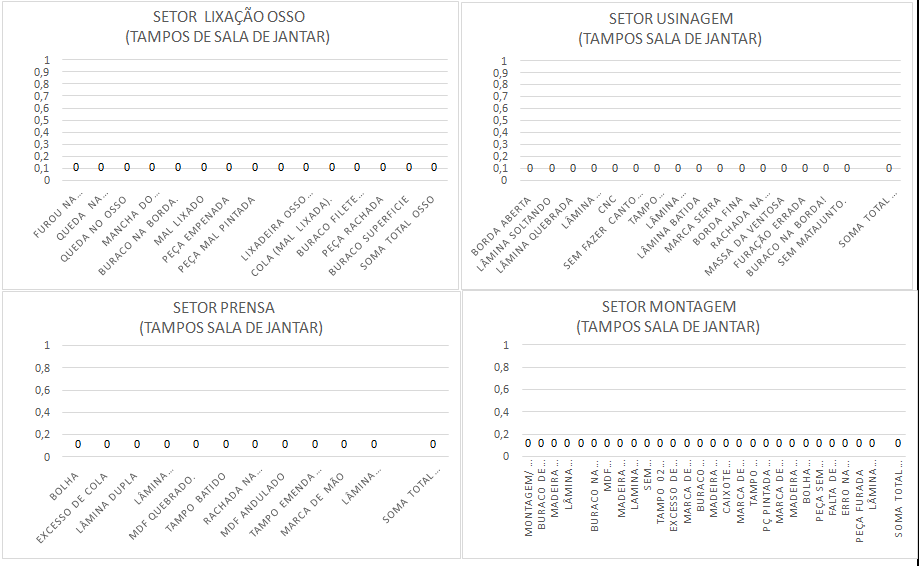 SETOR  LIXAÇÃO OSSO
(TAMPOS DE SALA DE JANTAR)
1
0,9
0,8
0,7
0,6
0,5
0,4
0,3
0,2
0,1
0
0 0 0 0 0 0 0 0 0 0 0 0 0 0 0
FUROU NA…
QUEDA  NA…
QUEDA NO OSSO
MANCHA DO…
BURACO NA BORDA.
MAL LIXADO
PEÇA EMPENADA
PEÇA MAL PINTADA
LIXADEIRA OSSO…
COLA (MAL LIXADA).
BURACO FILETE…
PEÇA RACHADA
BURACO SUPERFICIE
SOMA TOTAL OSSO
SETOR USINAGEM
(TAMPOS SALA DE JANTAR)
1
0,9
0,8
0,7
0,6
0,5
0,4
0,3
0,2
0,1
0
0 0 0 0 0 0 0 0 0 0 0 0 0 0 0 0 0
BORDA ABERTA
LÂMINA SOLTANDO
LÂMINA QUEBRADA
LÂMINA…
CNC
SEM FAZER CANTO…
TAMPO…
LÂMINA…
LÂMINA BATIDA
MARCA SERRA
BORDA FINA
RACHADA NA…
MASSA DA VENTOSA
FURAÇÃO ERRADA
BURACO NA BORDA!
SEM MATAJUNTO.
SOMA TOTAL…
SETOR PRENSA
(TAMPOS SALA DE JANTAR)
1
0,8
0,6
0,4
0,2
0
0 0 0 0 0 0 0 0 0 0 0 0
BOLHA
EXCESSO DE COLA
LÂMINA DUPLA
LÂMINA…
MDF QUEBRADO.
TAMPO BATIDO
RACHADA NA…
MDF ANDULADO
TAMPO EMENDA…
MARCA DE MÃO
LÂMINA…
SOMA TOTAL…
SETOR MONTAGEM
(TAMPOS SALA DE JANTAR)
1
0,8
0,6
0,4
0,2
0
0 0 0 0 0 0 0 0 0 0 0 0 0 0 0 0 0 0 0 0 0 0 0 0 0 0 0 0
MONTAGEM/…
BURACO DE…
MADEIRA…
LÂMINA…
BURACO NA…
MDF…
MADEIRA…
LAMINA…
SEM…
TAMPO 02…
EXCESSO DE…
MARCA DE…
BURACO…
MADEIRA…
CAIXOTE…
MARCA DE…
TAMPO…
PÇ PINTADA…
MARCA DE…
MADEIRA…
BOLHA…
PEÇA SEM…
FALTA DE…
ERRO NA…
PEÇA FURADA
LÂMINA…
SOMA TOTAL…